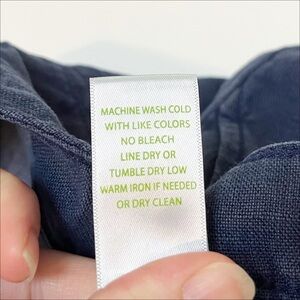 MACHINE WASH COLD
WITH LIKE COLORS
NO BLEACH
LINE DRY OR
TUMBLE DRY LOW
WARM IRON IF NEEDED
OR DRY CLEAN